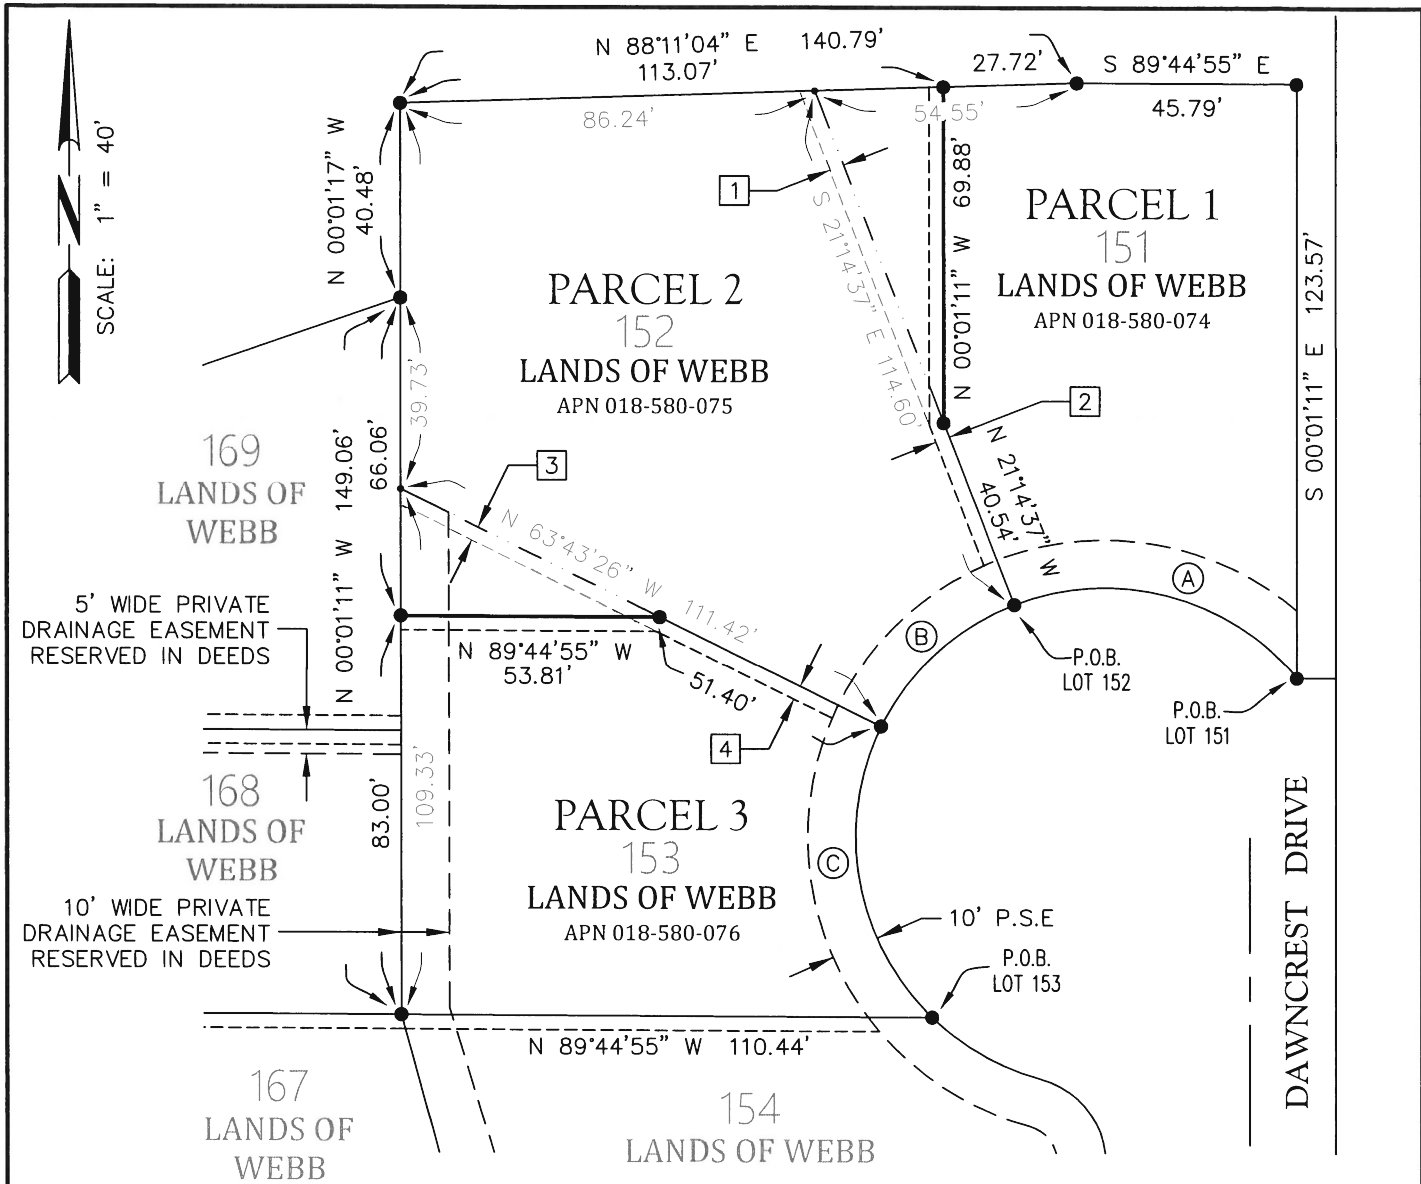 N 88°11'04" E 140.79'
113.07'
27.72'
S 89°44'55" E
45.79'
86.24'
54.55'
N
SCALE: 1" = 40'
N 00°01'17" W
40.48'
1
S 21°14'37" E 114.60'
N 00°01'11" W 69.88'
PARCEL 1
151
LANDS OF WEBB
APN 018-580-074
S 00°01'11" E 123.57'
PARCEL 2
152
LANDS OF WEBB
APN 018-580-075
39.73'
2
N 21°14'37" W
40.54'
169
LANDS OF
WEBB
N 00°01'11" W 149.06'
66.06'
3
N 63°43'26" W 111.42'
A
B
5' WIDE PRIVATE
DRAINAGE EASEMENT
RESERVED IN DEEDS
N 89°44'55" W
53.81'
51.40'
P.O.B.
LOT 152
P.O.B.
LOT 151
4
168
LANDS OF
WEBB
83.00'
109.33'
PARCEL 3
153
LANDS OF WEBB
APN 018-580-076
C
10' P.S.E
10' WIDE PRIVATE
DRAINAGE EASEMENT
RESERVED IN DEEDS
P.O.B.
LOT 153
DAWNCREST DRIVE
N 89°44'55" W 110.44'
167
LANDS OF
WEBB
154
LANDS OF WEBB